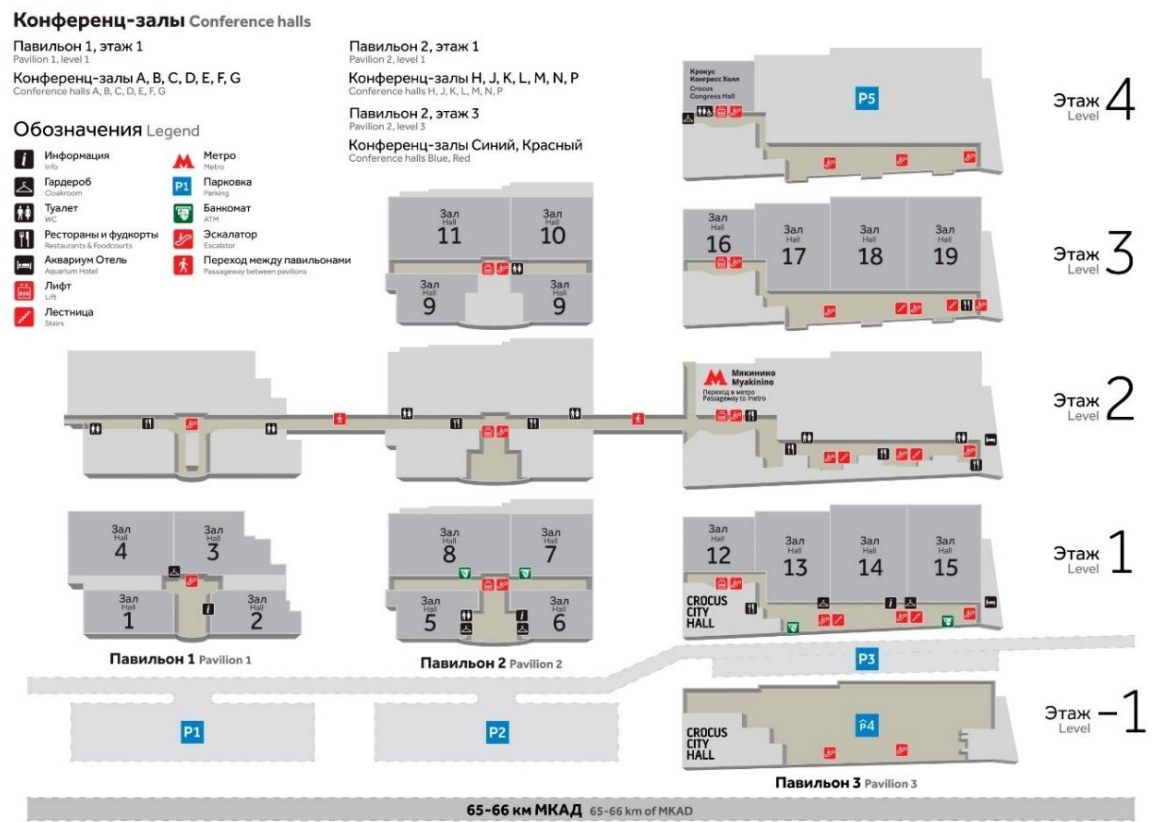 Конференц-залы Conference halls
Павильон 1, этаж 1
Pavilion 1, level 1
Конференц-залы A, B, C, D, E, F, G
Conference halls A, B, C, D, E, F, G
Павильон 2, этаж 1
Pavilion 2, level 1
Конференц-залы H, J, K, L, M, N, P
Conference halls H, J, K, L, M, N, P
Павильон 2, этаж 3
Pavilion 2, level 3
Конференц-залы Синий, Красный
Conference halls Blue, Red
Обозначения Legend
i Информация
Info
Гардероб
Cloakroom
Туалет
WC
Рестораны и фудкорты
Restaurants & Foodcourts
Аквариум Отель
Aquarium Hotel
Лифт
Lift
Лестница
Stairs
Метро
Metro
P1 Парковка
Parking
Банкомат
ATM
Эскалатор
Escalator
Переход между павильонами
Passageway between pavilions
Крокус
Конгресс Холл
Crocus
Congress Hall
P5
Этаж 4
Level
Зал
Hall
11
Зал
Hall
10
Зал
Hall
9
Зал
Hall
9
Зал
Hall
16
Зал
Hall
17
Зал
Hall
18
Зал
Hall
19
Этаж 3
Level
Мякинино
Myakinino
Переход в метро
Passageway to metro
Этаж 2
Level
Зал
Hall
4
Зал
Hall
3
Зал
Hall
1
Зал
Hall
2
i
Павильон 1 Pavilion 1
Зал
Hall
8
Зал
Hall
7
Зал
Hall
5
Зал
Hall
6
i
Павильон 2 Pavilion 2
Зал
Hall
12
Зал
Hall
13
Зал
Hall
14
Зал
Hall
15
i
CROCUS
CITY
HALL
Этаж 1
Level
P3
P1
P2
CROCUS
CITY
HALL
P4
Этаж -1
Level
Павильон 3 Pavilion 3
65-66 км МКАД 65-66 km of MKAD